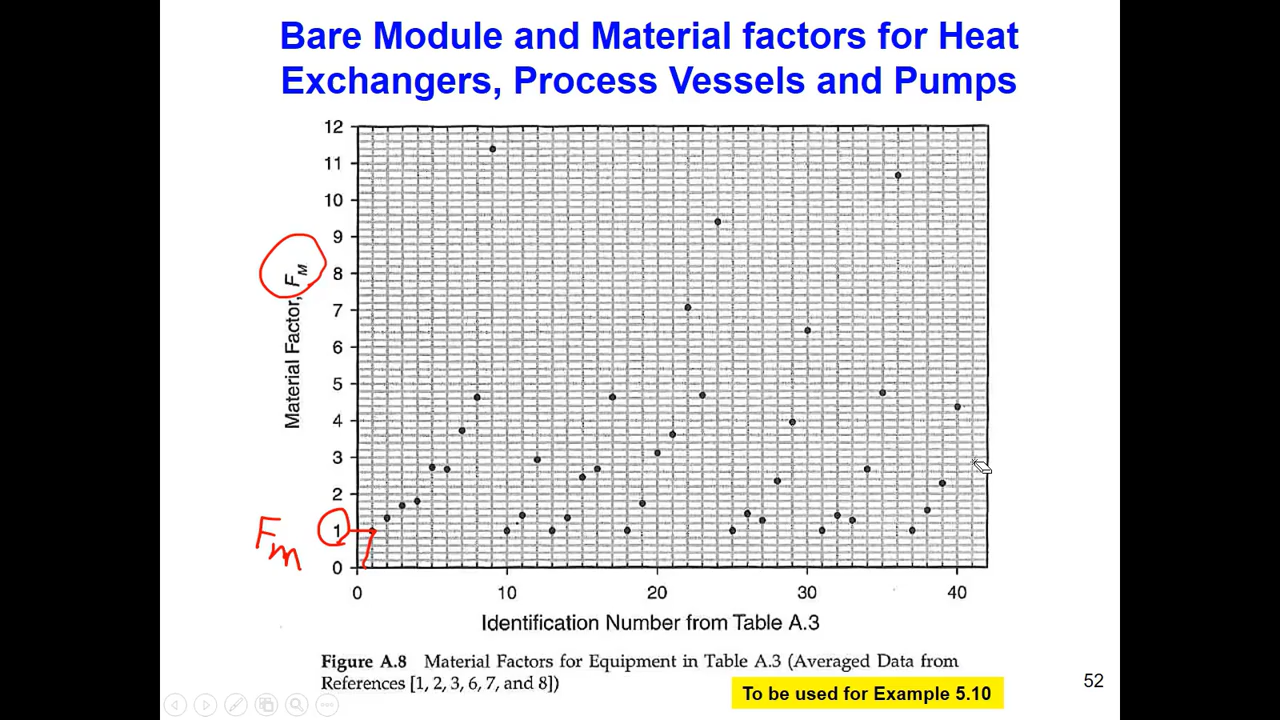 Bare Module and Material factors for Heat
Exchangers, Process Vessels and Pumps
12
11
10
9
8
7
6
5
4
3
2
1
0
Material Factor, FM
Fm
0 10 20 30 40
Identification Number from Table A.3
Figure A.8 Material Factors for Equipment in Table A.3 (Averaged Data from
References [1, 2, 3, 6, 7, and 8])
To be used for Example 5.10
52